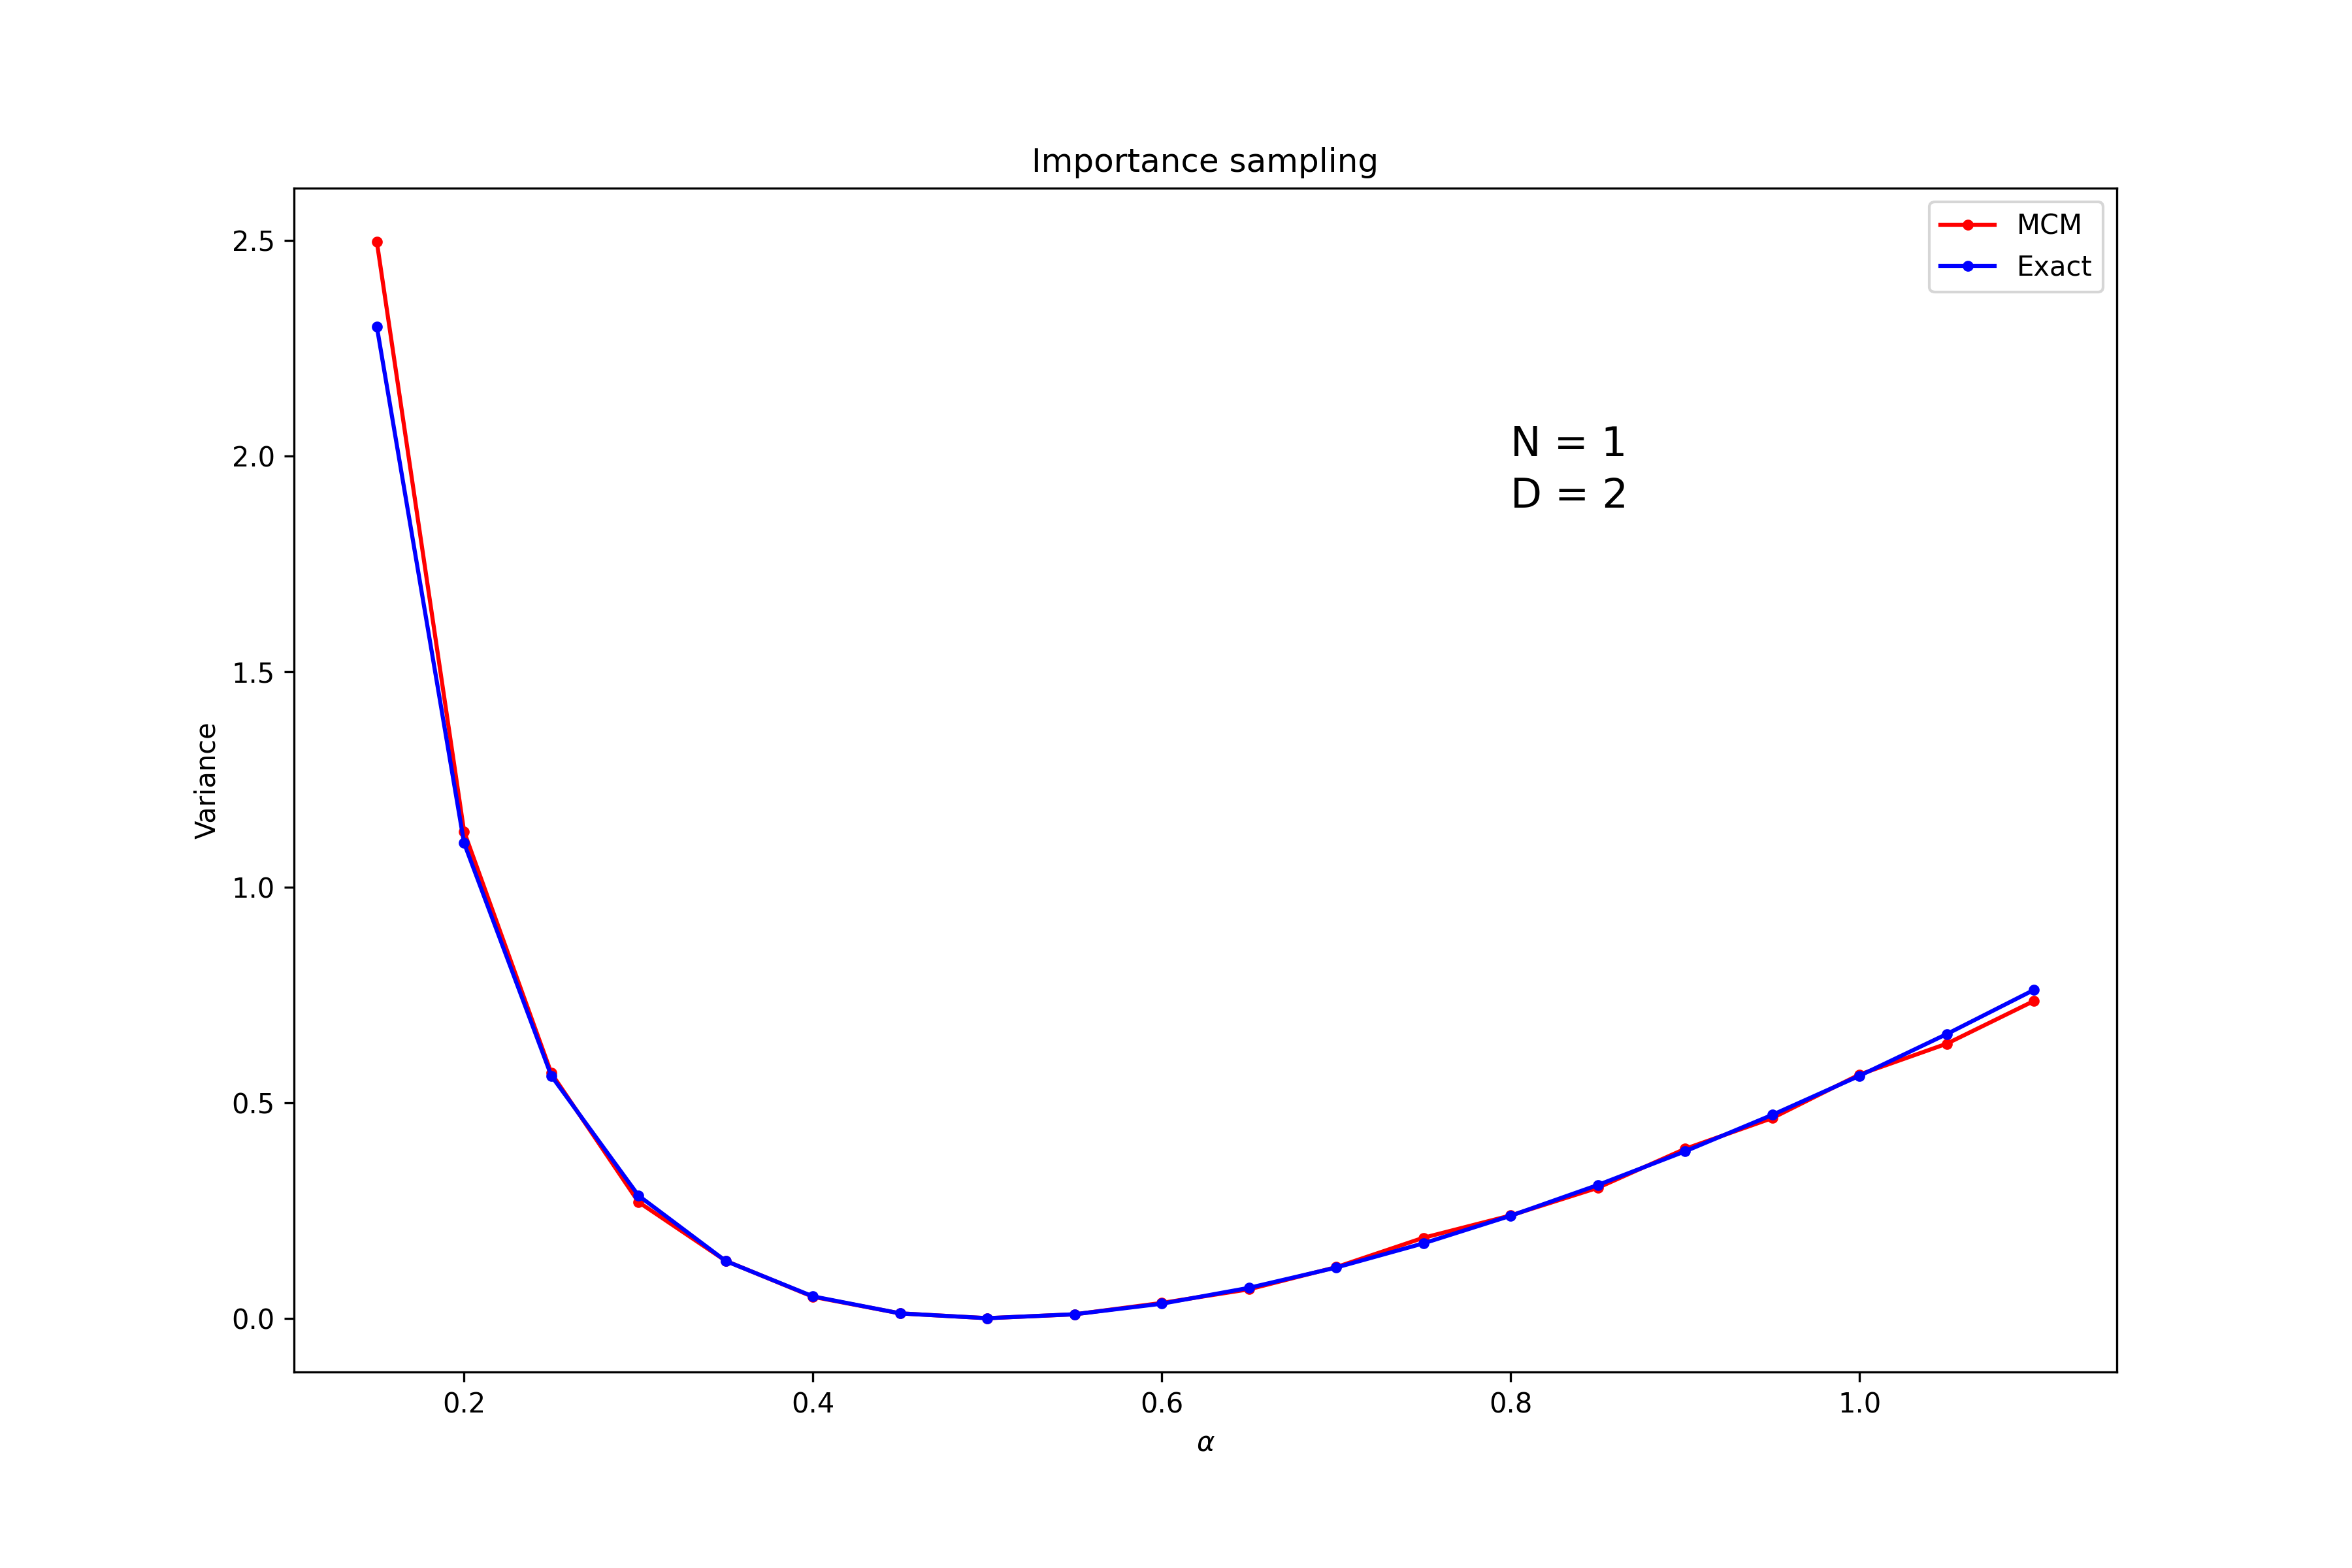 Importance sampling
MCM
Exact
N = 1
D = 2
Variance
2.5
2.0
1.5
1.0
0.5
0.0
0.2
0.4
0.6
0.8
1.0
α